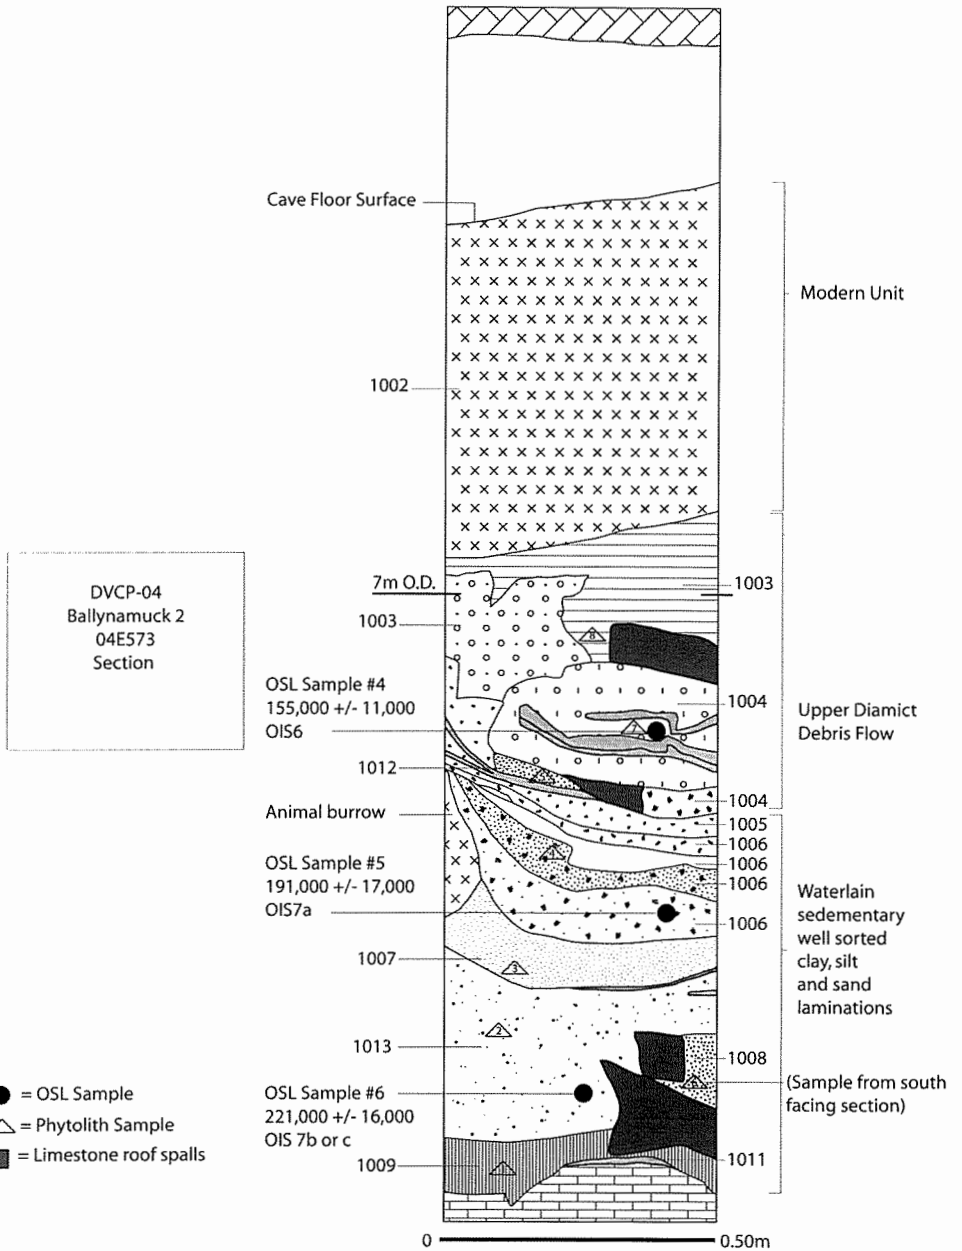 Cave Floor Surface
Modern Unit
1002
DVCP-04
Ballynamuck 2
04E573
Section
7m O.D.
1003
1003
8
OSL Sample #4
155,000 +/- 11,000
OIS6
1004
7
Upper Diamict
Debris Flow
1012
1004
Animal burrow
1005
1006
1006
1006
OSL Sample #5
191,000 +/- 17,000
OIS7a
1006
Waterlain
sedementary
well sorted
clay, silt
and sand
laminations
1007
3
2
1013
1008
(Sample from south
facing section)
OSL Sample #6
221,000 +/- 16,000
OIS 7b or c
1009
1011
= OSL Sample
= Phytolith Sample
= Limestone roof spalls
0
0.50m